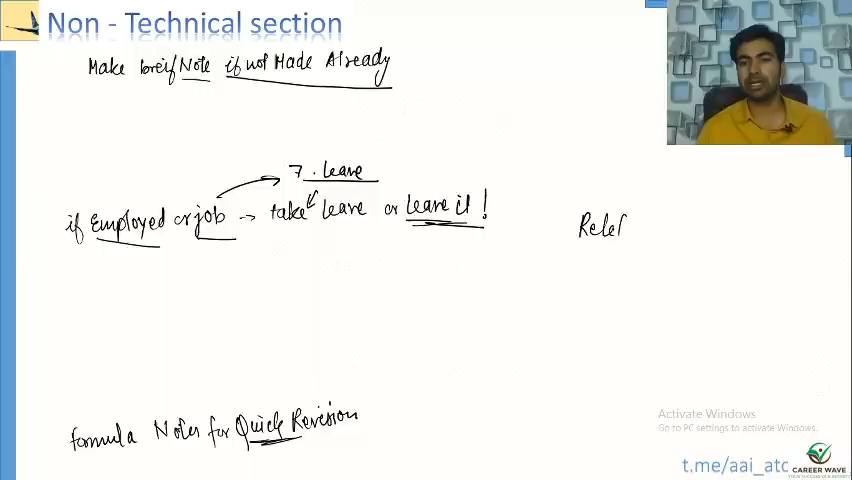 Non - Technical section
Make breif Note if not Made Already
7. leave
if Employed or job → take leave or leave it!
Relef
formula Notes for Quick Revision
Activate Windows
Go to PC settings to activate Windows.
t.me/aai_atc
CAREER WAVE